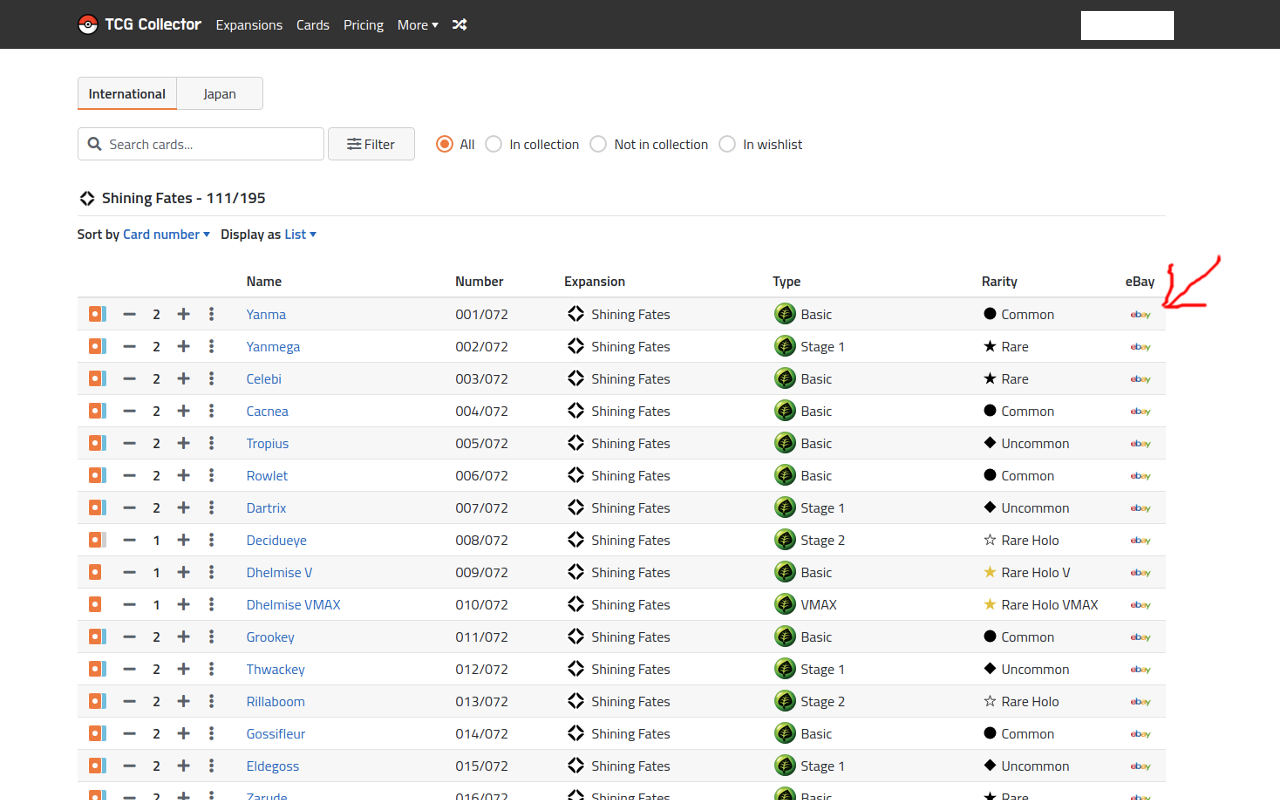 TCG Collector Expansions Cards Pricing More
International Japan
Search cards... Filter All In collection Not in collection In wishlist
Shining Fates - 111/195
Sort by Card number Display as List
Name Number Expansion Type Rarity eBay
2 Yanma 001/072 Shining Fates Basic Common ebay
2 Yanmega 002/072 Shining Fates Stage 1 Rare ebay
2 Celebi 003/072 Shining Fates Basic Rare ebay
2 Cacnea 004/072 Shining Fates Basic Common ebay
2 Tropius 005/072 Shining Fates Basic Uncommon ebay
2 Rowlet 006/072 Shining Fates Basic Common ebay
2 Dartrix 007/072 Shining Fates Stage 1 Uncommon ebay
1 Decidueye 008/072 Shining Fates Stage 2 Rare Holo ebay
1 Dhelmise V 009/072 Shining Fates Basic Rare Holo V ebay
1 Dhelmise VMAX 010/072 Shining Fates VMAX Rare Holo VMAX ebay
2 Grookey 011/072 Shining Fates Basic Common ebay
2 Thwackey 012/072 Shining Fates Stage 1 Uncommon ebay
2 Rillaboom 013/072 Shining Fates Stage 2 Rare Holo ebay
2 Gossifleur 014/072 Shining Fates Basic Common ebay
2 Eldegoss 015/072 Shining Fates Stage 1 Uncommon ebay
2 Zarude 016/072 Shining Fates Basic Rare ebay